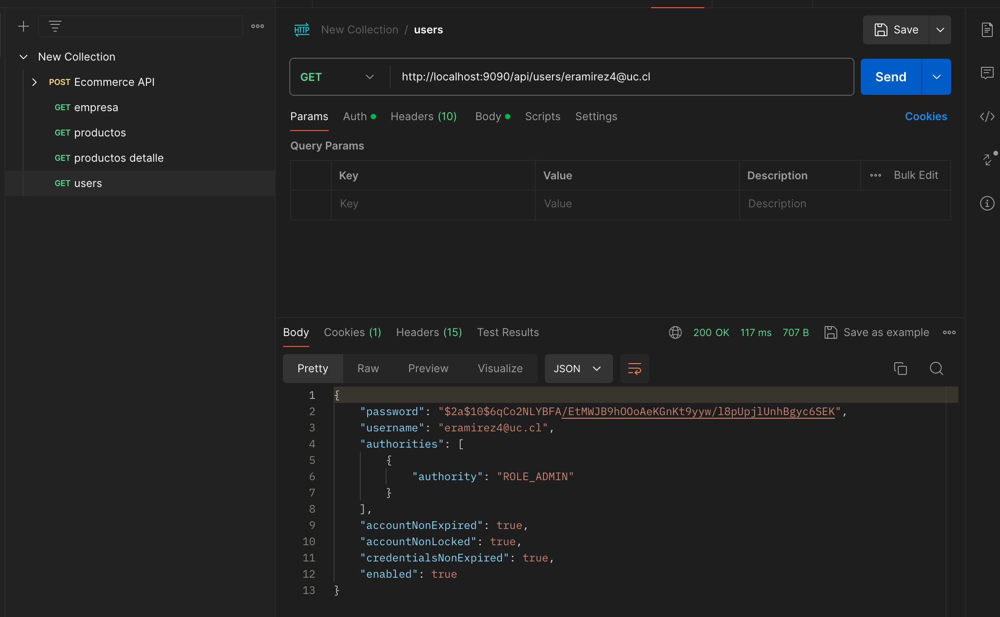 HTTP New Collection / users
Save
New Collection
POST Ecommerce API
GET empresa
GET productos
GET productos detalle
GET users
GET http://localhost:9090/api/users/eramirez4@uc.cl
Send
Params Auth Headers (10) Body Scripts Settings Cookies
Query Params
Key Value Description Bulk Edit
Key Value Description
Body Cookies (1) Headers (15) Test Results 200 OK 117 ms 707 B Save as example
Pretty Raw Preview Visualize JSON
1 {
2 "password": "$2a$10$6qCo2NLYBFA/EtMWJB9hOOoAeKGnKt9yyw/l8pUpjlUnhBgyc6SEK",
3 "username": "eramirez4@uc.cl",
4 "authorities": [
5 {
6 "authority": "ROLE_ADMIN"
7 }
8 ],
9 "accountNonExpired": true,
10 "accountNonLocked": true,
11 "credentialsNonExpired": true,
12 "enabled": true
13 }